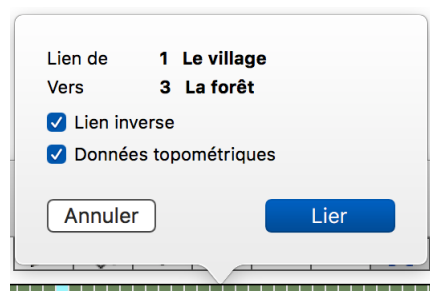 Lien de 1 Le village
Vers 3 La forêt
Lien inverse
Données topométriques
Annuler Lier